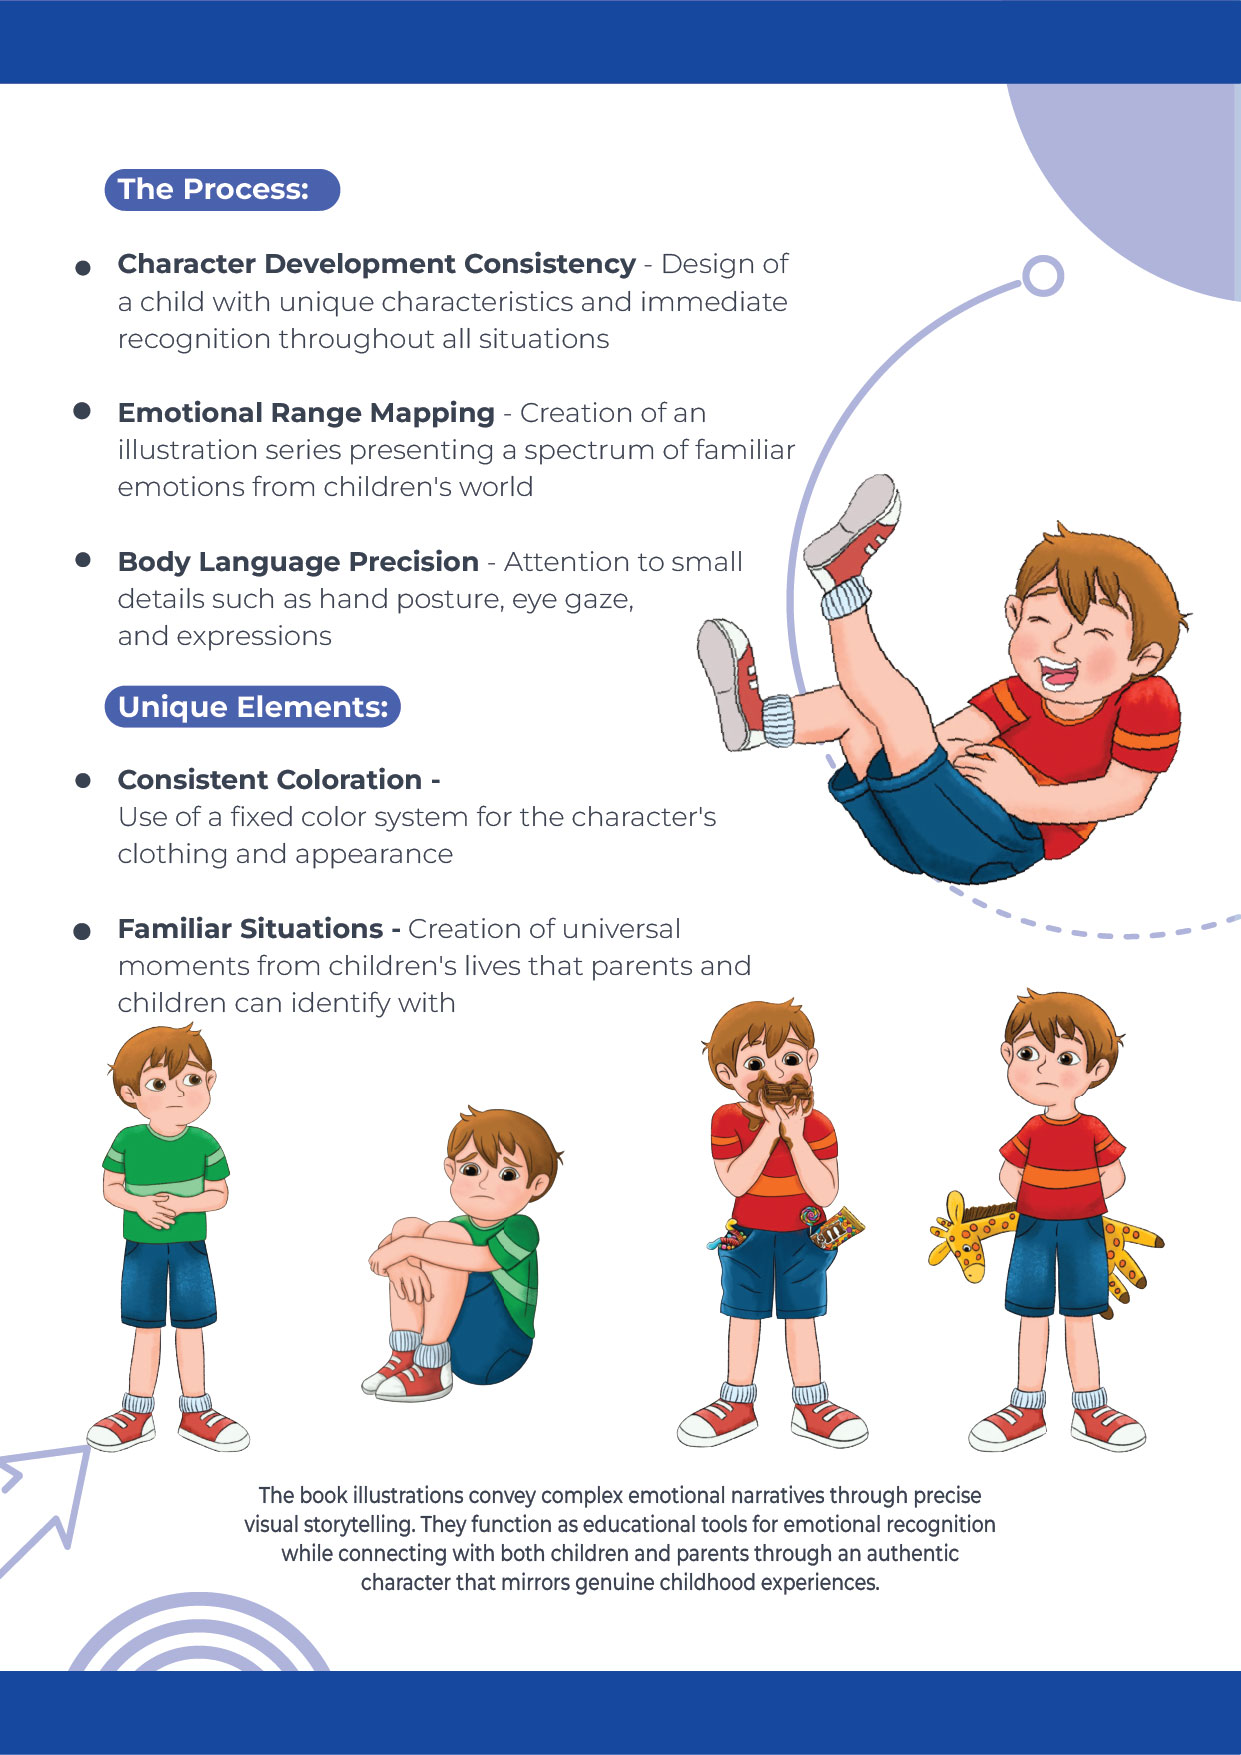 The Process:
Character Development Consistency - Design of
a child with unique characteristics and immediate
recognition throughout all situations
Emotional Range Mapping - Creation of an
illustration series presenting a spectrum of familiar
emotions from children's world
Body Language Precision - Attention to small
details such as hand posture, eye gaze,
and expressions
Unique Elements:
Consistent Coloration -
Use of a fixed color system for the character's
clothing and appearance
Familiar Situations - Creation of universal
moments from children's lives that parents and
children can identify with
The book illustrations convey complex emotional narratives through precise
visual storytelling. They function as educational tools for emotional recognition
while connecting with both children and parents through an authentic
character that mirrors genuine childhood experiences.